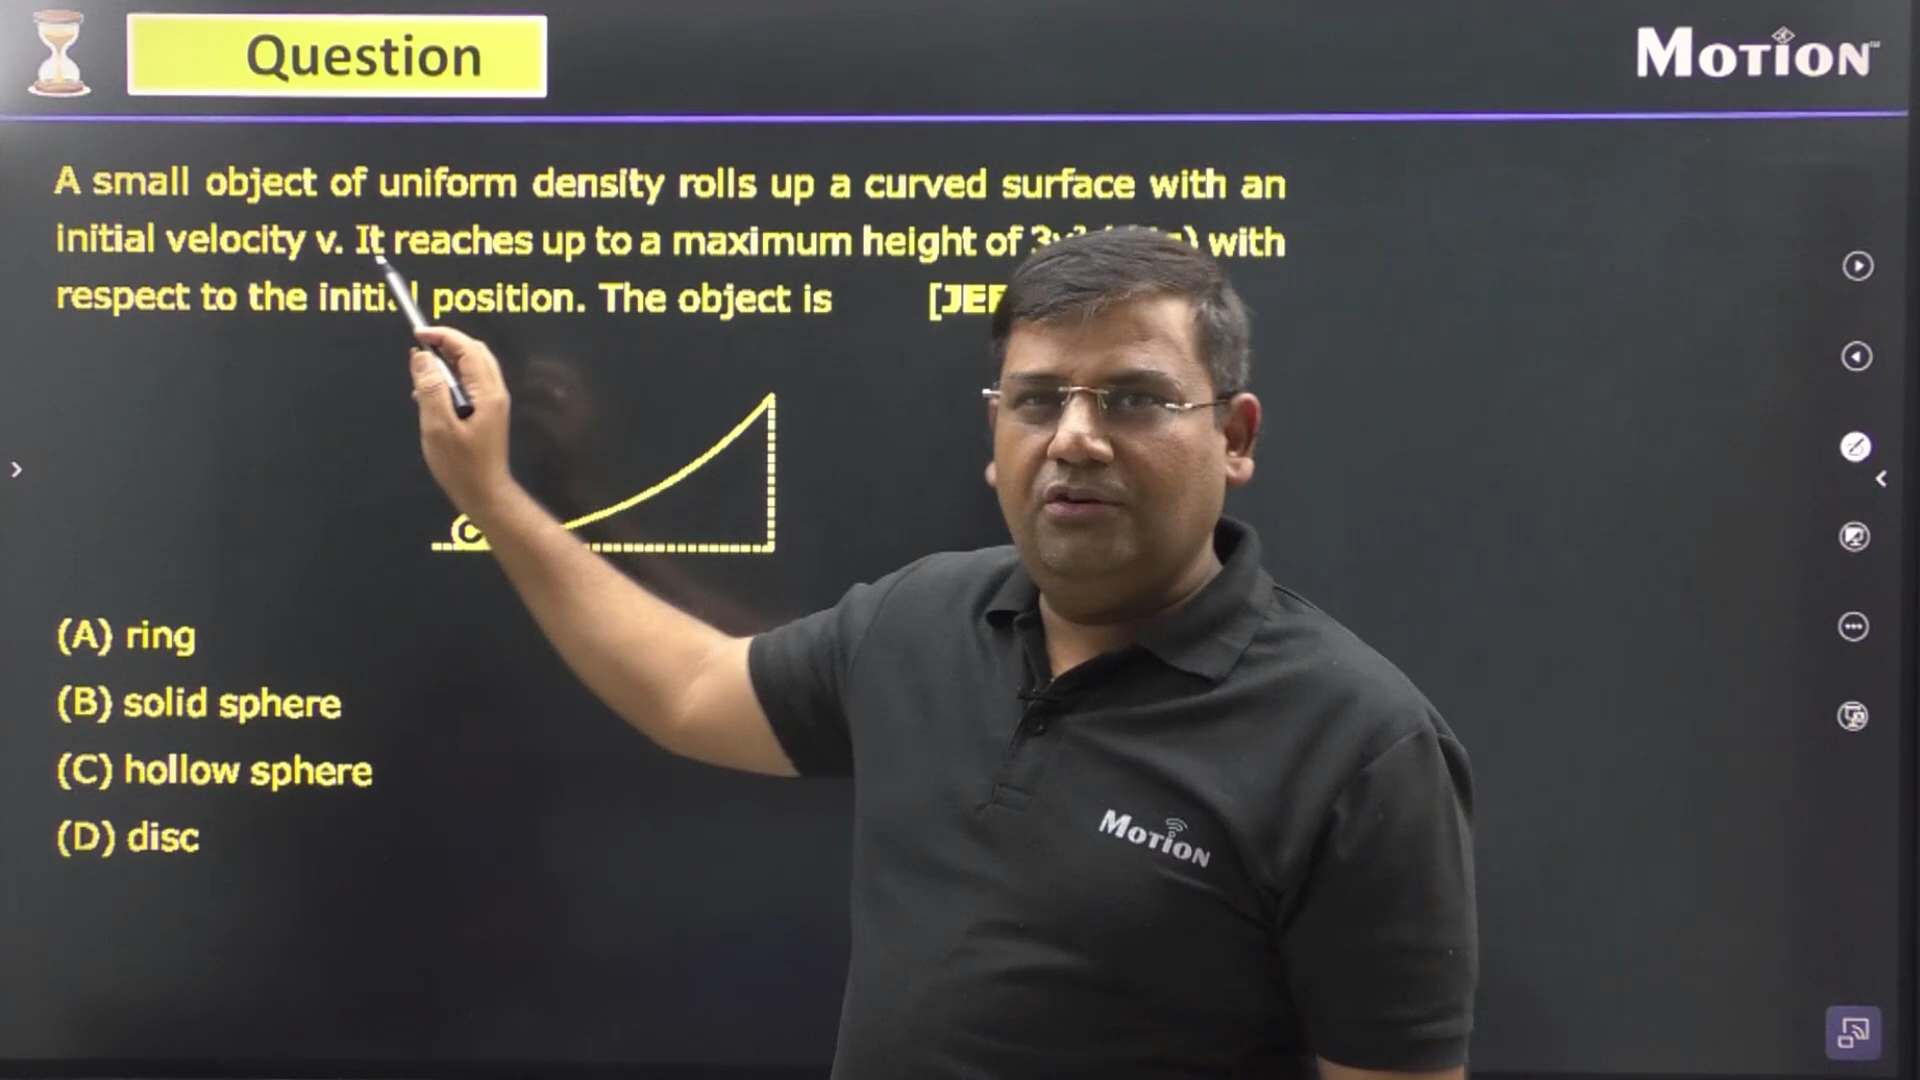 Question
MOTION
A small object of uniform density rolls up a curved surface with an
initial velocity v. It reaches up to a maximum height of with
respect to the initial position. The object is
C
(A) ring
(B) solid sphere
(C) hollow sphere
(D) disc
MOTION